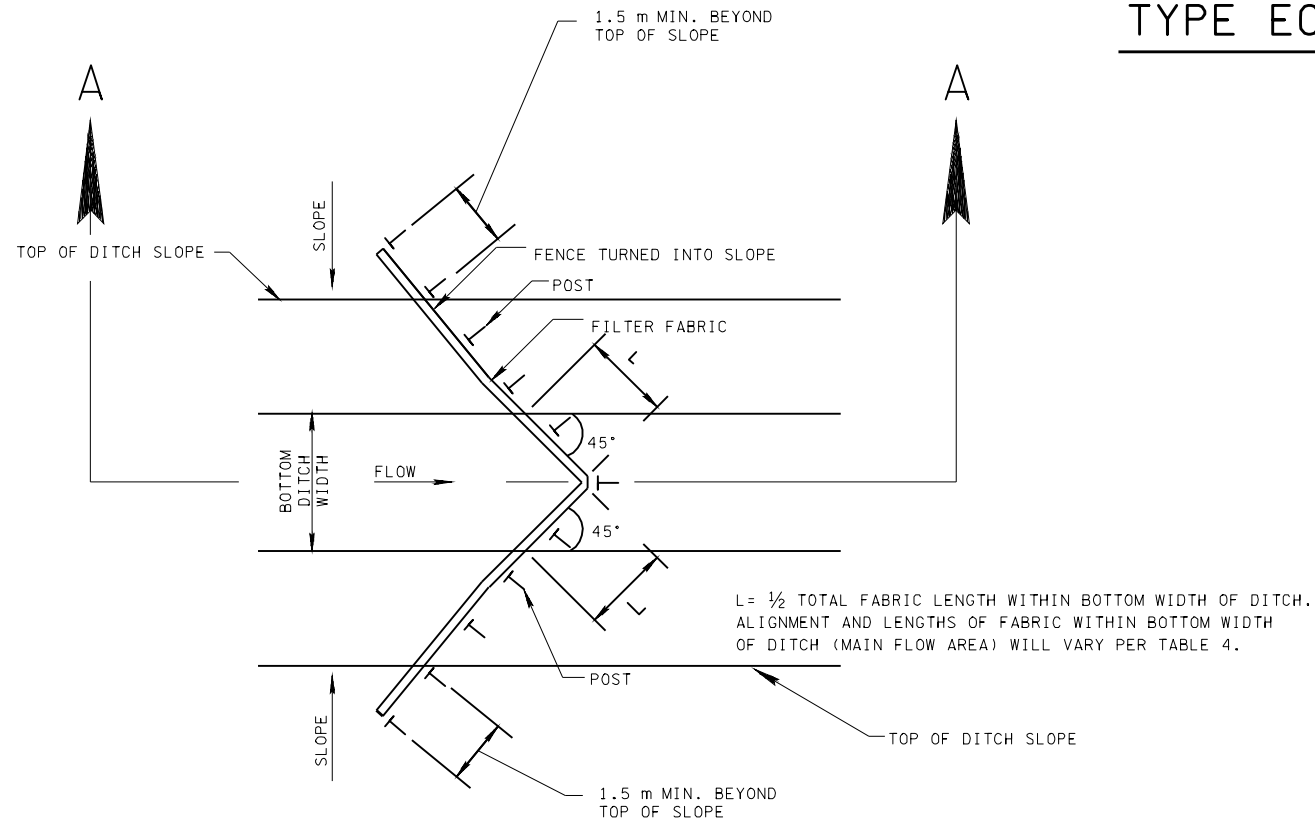 1.5 m MIN. BEYOND
TOP OF SLOPE
TYPE EC
A
A
SLOPE
TOP OF DITCH SLOPE
FENCE TURNED INTO SLOPE
POST
FILTER FABRIC
L
45°
BOTTOM
DITCH
WIDTH
FLOW
45°
L
L= ½ TOTAL FABRIC LENGTH WITHIN BOTTOM WIDTH OF DITCH.
ALIGNMENT AND LENGTHS OF FABRIC WITHIN BOTTOM WIDTH
OF DITCH (MAIN FLOW AREA) WILL VARY PER TABLE 4.
POST
SLOPE
TOP OF DITCH SLOPE
1.5 m MIN. BEYOND
TOP OF SLOPE